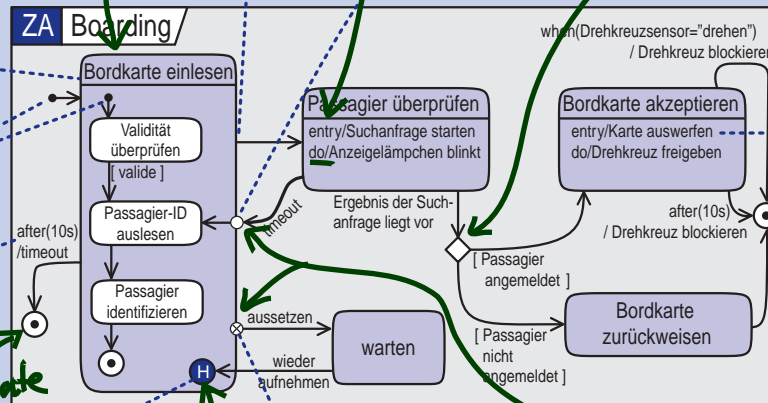 ZA Boarding
when(Drehkreuzsensor="drehen")
/ Drehkreuz blockieren
Bordkarte einlesen
Validität
überprüfen
[ valide ]
Passagier-ID
auslesen
Passagier
identifizieren
after(10s)
/timeout
Passagier überprüfen
entry/Suchanfrage starten
do/Anzeigelämpchen blinkt
timeout
Ergebnis der Such-
anfrage liegt vor
Bordkarte akzeptieren
entry/Karte auswerfen
do/Drehkreuz freigeben
after(10s)
/ Drehkreuz blockieren
[ Passagier
angemeldet ]
Bordkarte
zurückweisen
[ Passagier
nicht
angemeldet ]
aussetzen
warten
wieder
aufnehmen
H